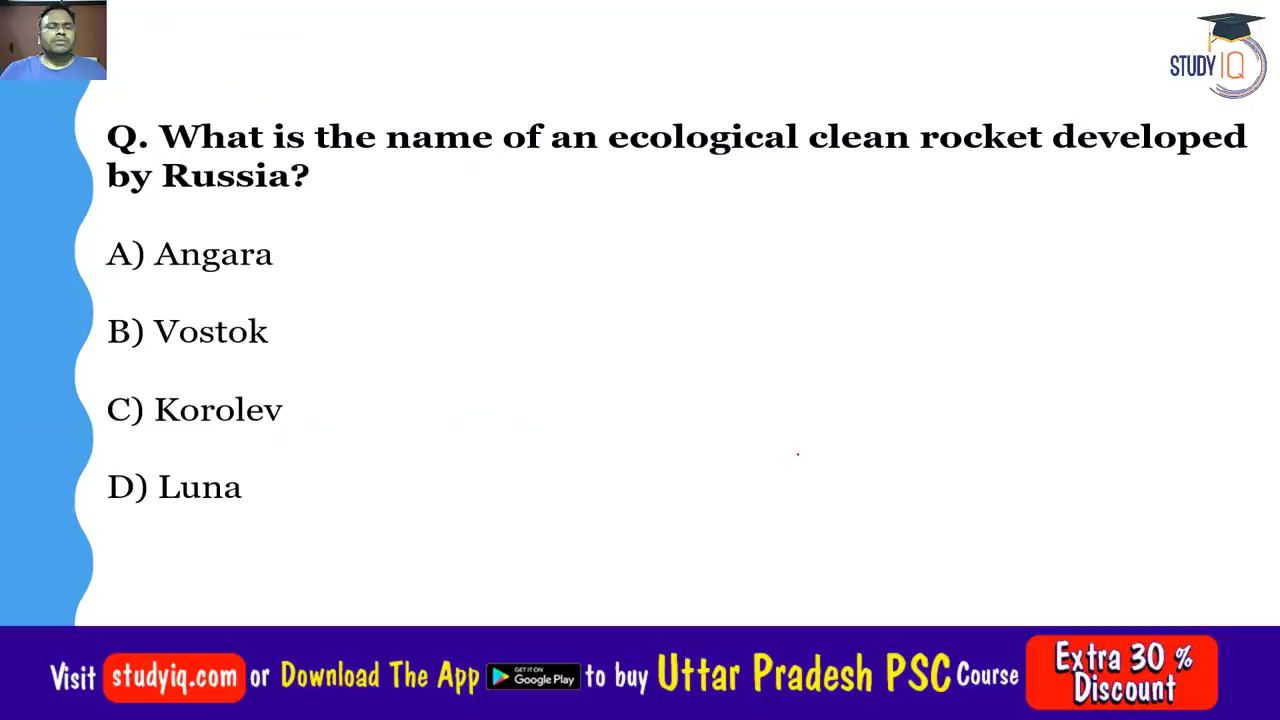 STUDY IQ
Q. What is the name of an ecological clean rocket developed
by Russia?
A) Angara
B) Vostok
C) Korolev
D) Luna
Visit studyiq.com or Download The App GET IT ON Google Play to buy Uttar Pradesh PSC Course Extra 30 % Discount